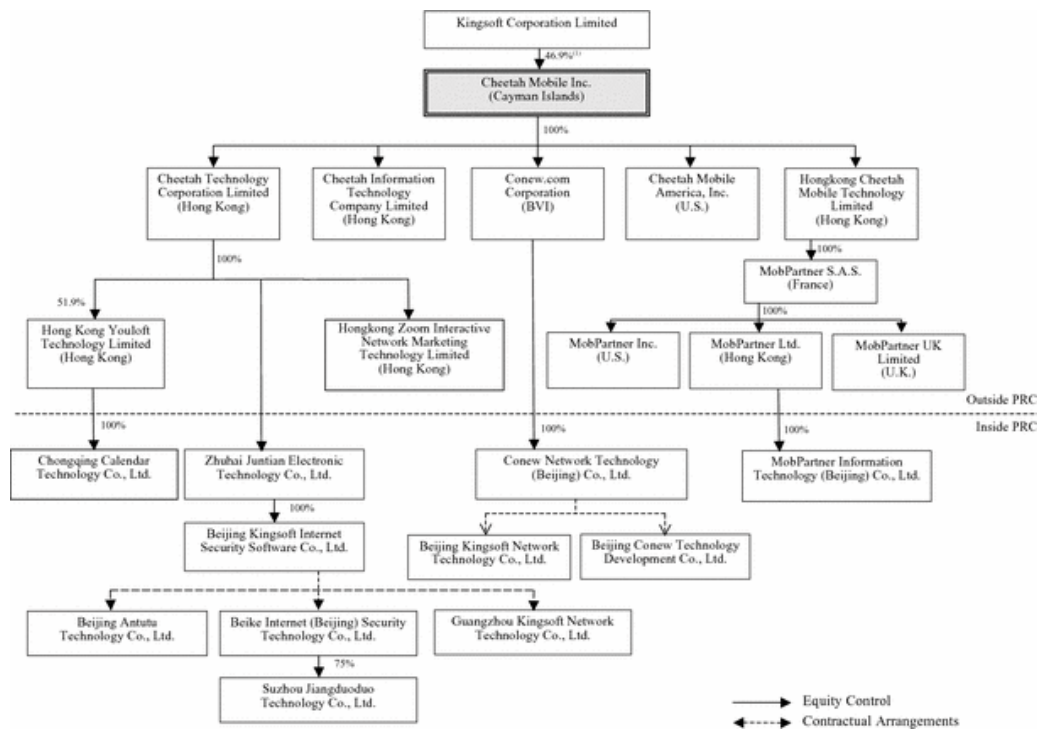 Kingsoft Corporation Limited
46.9%(1)
Cheetah Mobile Inc.
(Cayman Islands)
100%
Cheetah Technology
Corporation Limited
(Hong Kong)
Cheetah Information
Technology
Company Limited
(Hong Kong)
Conew.com
Corporation
(BVI)
Cheetah Mobile
America, Inc.
(U.S.)
Hongkong Cheetah
Mobile Technology
Limited
(Hong Kong)
100%
100%
MobPartner S.A.S.
(France)
51.9%
100%
Hong Kong Youloft
Technology Limited
(Hong Kong)
Hongkong Zoom Interactive
Network Marketing
Technology Limited
(Hong Kong)
MobPartner Inc.
(U.S.)
MobPartner Ltd.
(Hong Kong)
MobPartner UK
Limited
(U.K.)
Outside PRC
Inside PRC
100%
100%
100%
Chongqing Calendar
Technology Co., Ltd.
Zhuhai Juntian Electronic
Technology Co., Ltd.
Conew Network Technology
(Beijing) Co., Ltd.
MobPartner Information
Technology (Beijing) Co., Ltd.
100%
Beijing Kingsoft Internet
Security Software Co., Ltd.
Beijing Kingsoft Network
Technology Co., Ltd.
Beijing Conew Technology
Development Co., Ltd.
Beijing Antutu
Technology Co., Ltd.
Beike Internet (Beijing) Security
Technology Co., Ltd.
Guangzhou Kingsoft Network
Technology Co., Ltd.
75%
Suzhou Jiangduoduo
Technology Co., Ltd.
Equity Control
Contractual Arrangements